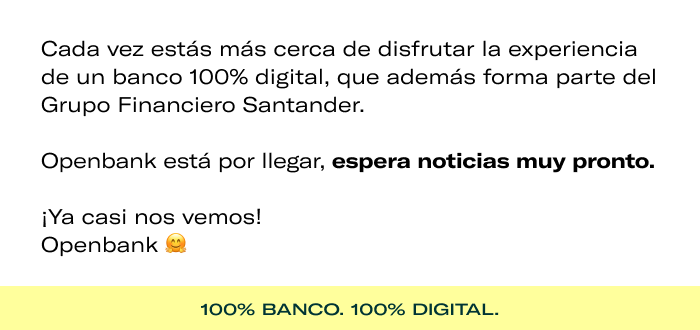 Cada vez estás más cerca de disfrutar la experiencia
de un banco 100% digital, que además forma parte del
Grupo Financiero Santander.
Openbank está por llegar, espera noticias muy pronto.
¡Ya casi nos vemos!
Openbank 🤗
100% BANCO. 100% DIGITAL.